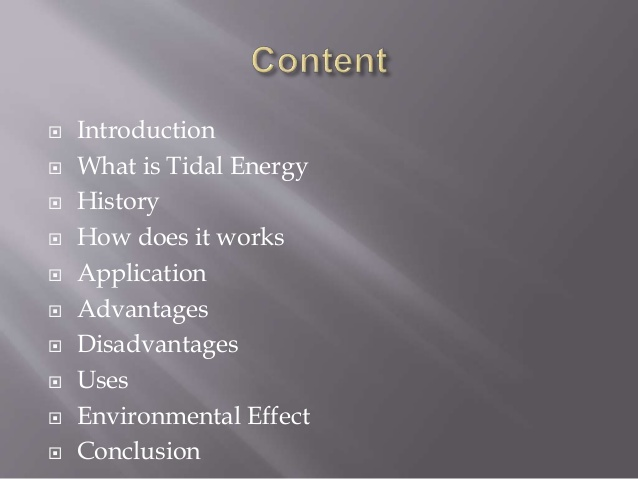 Content
Introduction
What is Tidal Energy
History
How does it works
Application
Advantages
Disadvantages
Uses
Environmental Effect
Conclusion